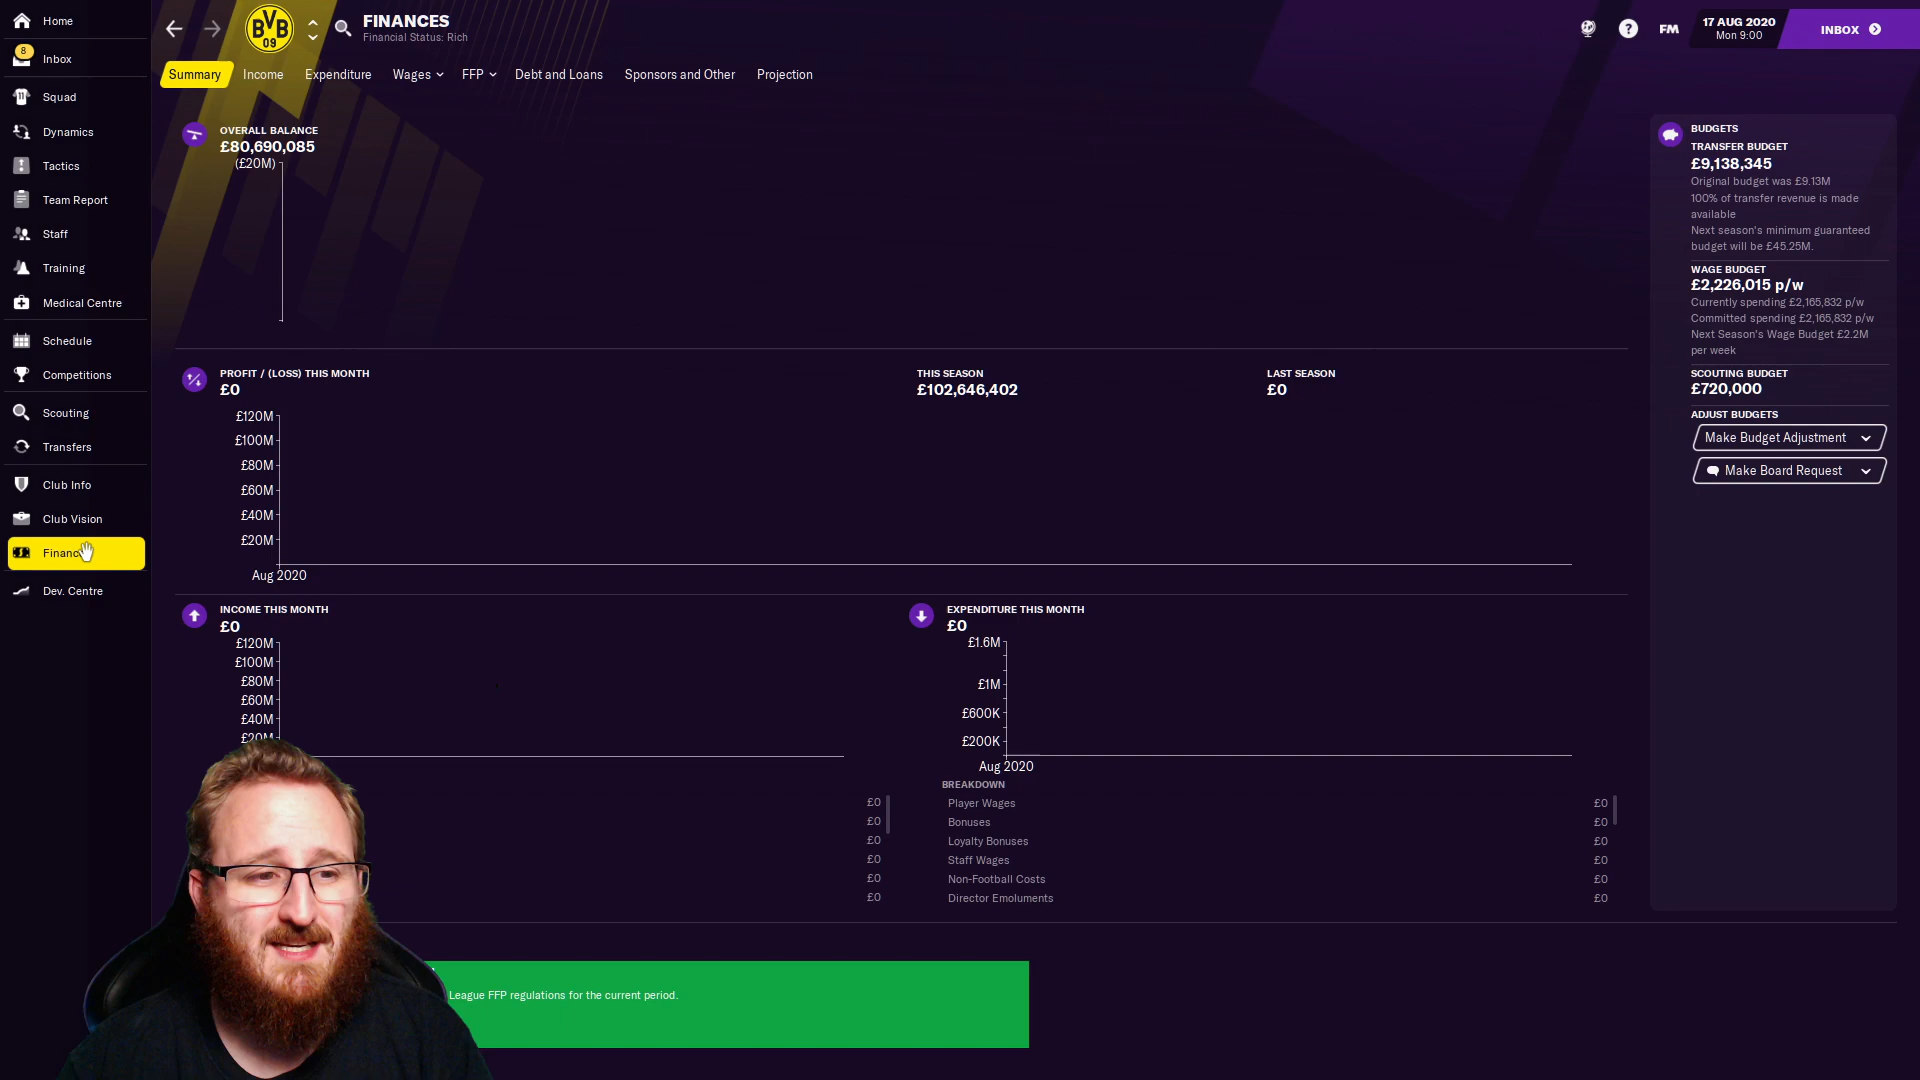 Home
8
Inbox
Squad
Dynamics
Tactics
Team Report
Staff
Training
Medical Centre
Schedule
Competitions
Scouting
Transfers
Club Info
Club Vision
Dev. Centre
BVB
09
FINANCES
Financial Status: Rich
FM
17 AUG 2020
Mon 9:00
INBOX
Summary
Income
Expenditure
Wages
FFP
Debt and Loans
Sponsors and Other
Projection
OVERALL BALANCE
£80,690,085
(£20M)
PROFIT / (LOSS) THIS MONTH
£0
THIS SEASON
£102,646,402
LAST SEASON
£0
£120M
£100M
£80M
£60M
£40M
£20M
Aug 2020
INCOME THIS MONTH
£0
£120M
£100M
£80M
£60M
£40M
£20M
£0
£0
£0
£0
£0
£0
EXPENDITURE THIS MONTH
£0
£1.6M
£1M
£600K
£200K
Aug 2020
BREAKDOWN
Player Wages £0
Bonuses £0
Loyalty Bonuses £0
Staff Wages £0
Non-Football Costs £0
Director Emoluments £0
League FFP regulations for the current period.
BUDGETS
TRANSFER BUDGET
£9,138,345
Original budget was £9.13M
100% of transfer revenue is made
available
Next season's minimum guaranteed
budget will be £45.25M.
WAGE BUDGET
£2,226,015 p/w
Currently spending £2,165,832 p/w
Committed spending £2,165,832 p/w
Next Season's Wage Budget £2.2M
per week
SCOUTING BUDGET
£720,000
ADJUST BUDGETS
Make Budget Adjustment
Make Board Request